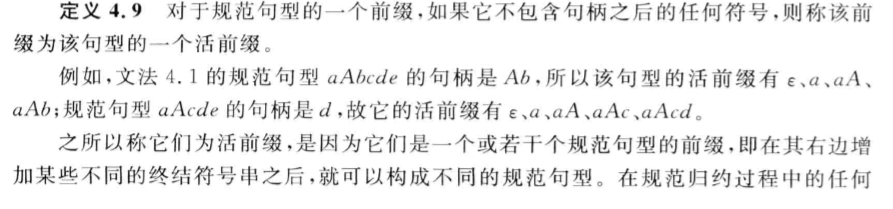 定义 4.9 对于规范句型的一个前缀,如果它不包含句柄之后的任何符号,则称该前
缀为该句型的一个活前缀。
例如,文法 4.1 的规范句型 aAbcde 的句柄是 Ab,所以该句型的活前缀有 ε、a、aA、
aAb;规范句型 aAcde 的句柄是 d,故它的活前缀有 ε、a、aA、aAc、aAcd。
之所以称它们为活前缀,是因为它们是一个或若干个规范句型的前缀,即在其右边增
加某些不同的终结符号串之后,就可以构成不同的规范句型。在规范归约过程中的任何